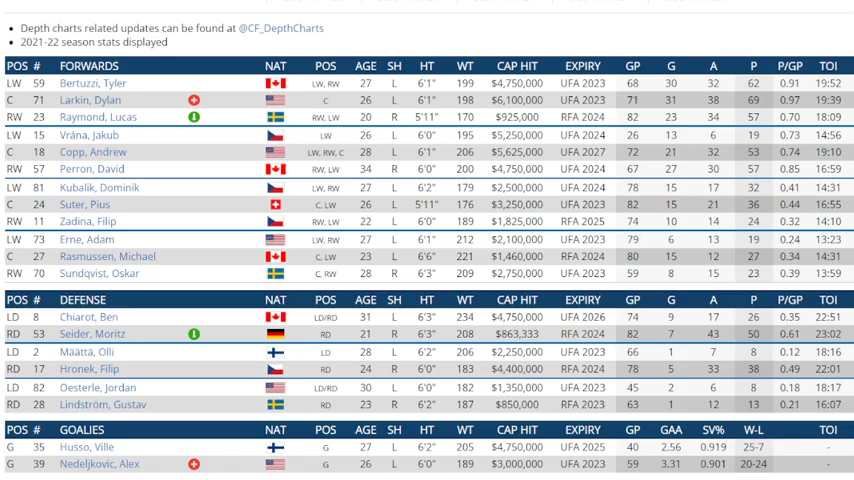 Depth charts related updates can be found at @CF_DepthCharts
2021-22 season stats displayed
POS # FORWARDS NAT POS AGE SH HT WT CAP HIT EXPIRY GP G A P P/GP TOI
LW 59 Bertuzzi, Tyler LW, RW 27 L 6'1" 199 $4,750,000 UFA 2023 68 30 32 62 0.91 19:52
C 71 Larkin, Dylan C 26 L 6'1" 198 $6,100,000 UFA 2023 71 31 38 69 0.97 19:39
RW 23 Raymond, Lucas RW, LW 20 R 5'11" 170 $925,000 RFA 2024 82 23 34 57 0.70 18:09
LW 15 Vrána, Jakub LW 26 L 6'0" 195 $5,250,000 UFA 2024 26 13 6 19 0.73 14:56
C 18 Copp, Andrew LW, RW, C 28 L 6'1" 206 $5,625,000 UFA 2027 72 21 32 53 0.74 19:10
RW 57 Perron, David RW, LW 34 R 6'0" 200 $4,750,000 UFA 2024 67 27 30 57 0.85 16:59
LW 81 Kubalik, Dominik LW, RW 27 L 6'2" 179 $2,500,000 UFA 2024 78 15 17 32 0.41 14:31
C 24 Suter, Pius C, LW 26 L 5'11" 176 $3,250,000 UFA 2023 82 15 21 36 0.44 16:55
RW 11 Zadina, Filip RW, LW 22 L 6'0" 189 $1,825,000 RFA 2025 74 10 14 24 0.32 14:10
LW 73 Erne, Adam LW, RW 27 L 6'1" 212 $2,100,000 UFA 2023 79 6 13 19 0.24 13:23
C 27 Rasmussen, Michael C, LW 23 L 6'6" 221 $1,460,000 RFA 2024 80 15 12 27 0.34 14:31
RW 70 Sundqvist, Oskar C, RW 28 R 6'3" 209 $2,750,000 UFA 2023 59 8 15 23 0.39 13:59
POS # DEFENSE NAT POS AGE SH HT WT CAP HIT EXPIRY GP G A P P/GP TOI
LD 8 Chiarot, Ben LD/RD 31 L 6'3" 234 $4,750,000 UFA 2026 74 9 17 26 0.35 22:51
RD 53 Seider, Moritz RD 21 R 6'3" 208 $863,333 RFA 2024 82 7 43 50 0.61 23:02
LD 2 Määttä, Olli LD 28 L 6'2" 206 $2,250,000 UFA 2023 66 1 7 8 0.12 18:16
RD 17 Hronek, Filip RD 24 R 6'0" 183 $4,400,000 RFA 2024 78 5 33 38 0.49 22:01
LD 82 Oesterle, Jordan LD/RD 30 L 6'0" 182 $1,350,000 UFA 2023 45 2 6 8 0.18 18:17
RD 28 Lindström, Gustav RD 23 R 6'2" 187 $850,000 RFA 2023 63 1 12 13 0.21 16:07
POS # GOALIES NAT POS AGE SH HT WT CAP HIT EXPIRY GP GAA SV% W-L TOI
G 35 Husso, Ville G 27 L 6'2" 205 $4,750,000 UFA 2025 40 2.56 0.919 25-7 -
G 39 Nedeljkovic, Alex G 26 L 6'0" 189 $3,000,000 UFA 2023 59 3.31 0.901 20-24 -